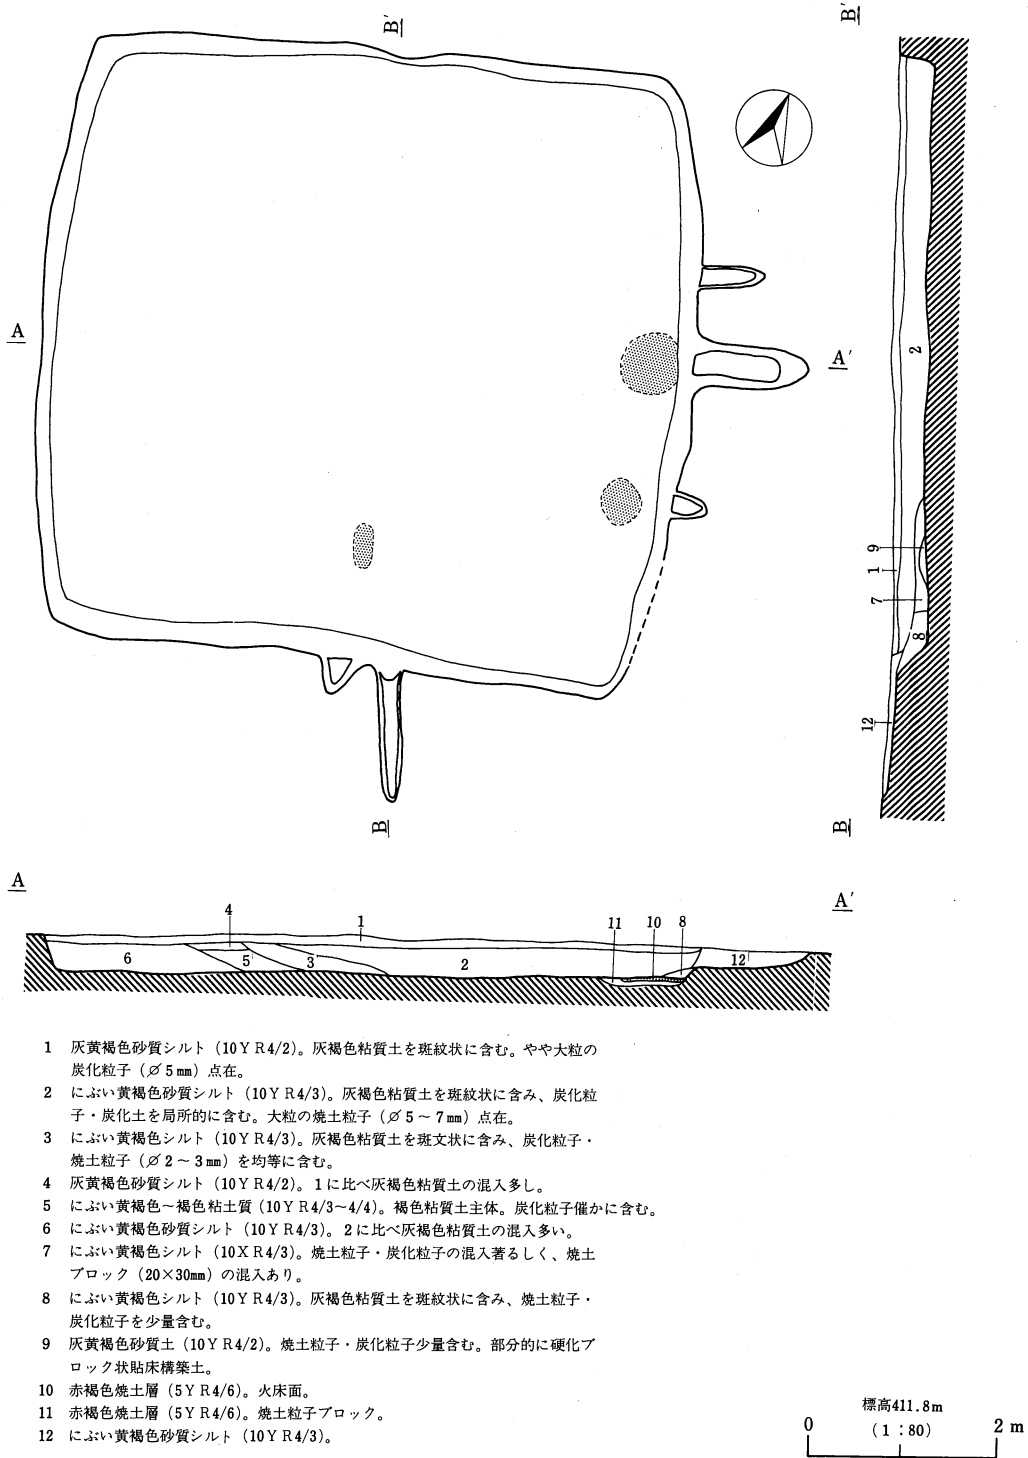 B′
B′
A
A′
2
9
1
7
8
12
B
B
A
A′
4
1
11
10
8
6
5
3
2
12
1 灰黄褐色砂質シルト（10ＹＲ4/2）。灰褐色粘質土を斑紋状に含む。やや大粒の
炭化粒子（∅5㎜）点在。
2 にぶい黄褐色砂質シルト（10ＹＲ4/3）。灰褐色粘質土を斑紋状に含み、炭化粒
子・炭化土を局所的に含む。大粒の焼土粒子（∅5～7㎜）点在。
3 にぶい黄褐色シルト（10ＹＲ4/3）。灰褐色粘質土を斑文状に含み、炭化粒子・
焼土粒子（∅2～3㎜）を均等に含む。
4 灰黄褐色砂質シルト（10ＹＲ4/2）。1に比べ灰褐色粘質土の混入多し。
5 にぶい黄褐色～褐色粘土質（10ＹＲ4/3～4/4）。褐色粘質土主体。炭化粒子催かに含む。
6 にぶい黄褐色砂質シルト（10ＹＲ4/3）。2に比べ灰褐色粘質土の混入多い。
7 にぶい黄褐色シルト（10ＸＲ4/3）。焼土粒子・炭化粒子の混入著るしく、焼土
ブロック（20×30㎜）の混入あり。
8 にぶい黄褐色シルト（10ＹＲ4/3）。灰褐色粘質土を斑紋状に含み、焼土粒子・
炭化粒子を少量含む。
9 灰黄褐色砂質土（10ＹＲ4/2）。焼土粒子・炭化粒子少量含む。部分的に硬化ブ
ロック状貼床構築土。
10 赤褐色焼土層（5ＹＲ4/6）。火床面。
11 赤褐色焼土層（5ＹＲ4/6）。焼土粒子ブロック。
12 にぶい黄褐色砂質シルト（10ＹＲ4/3）。
標高411.8m
0 （1：80） 2 m